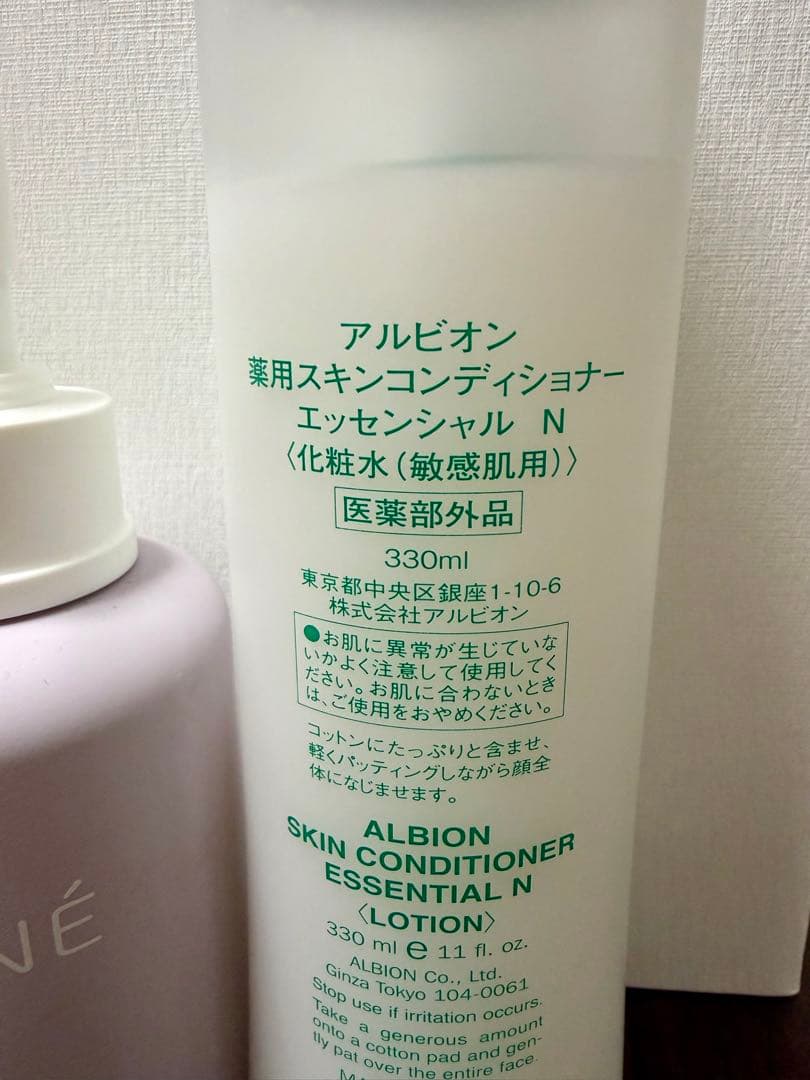 アルビオン
薬用スキンコンディショナー
エッセンシャル N
〈化粧水（敏感肌用）〉
医薬部外品
330ml
東京都中央区銀座1-10-6
株式会社アルビオン
●お肌に異常が生じていな
いかよく注意して使用してく
ださい。お肌に合わないとき
は、ご使用をおやめください。
コットンにたっぷりと含ませ、
軽くパッティングしながら顔全
体になじませます。
ALBION
SKIN CONDITIONER
ESSENTIAL N
〈LOTION〉
330 ml e 11 fl. oz.
ALBION Co., Ltd.
Ginza Tokyo 104-0061
Stop use if irritation occurs.
Take a generous amount
onto a cotton pad and gen-
tly pat over the entire face.
NÉ